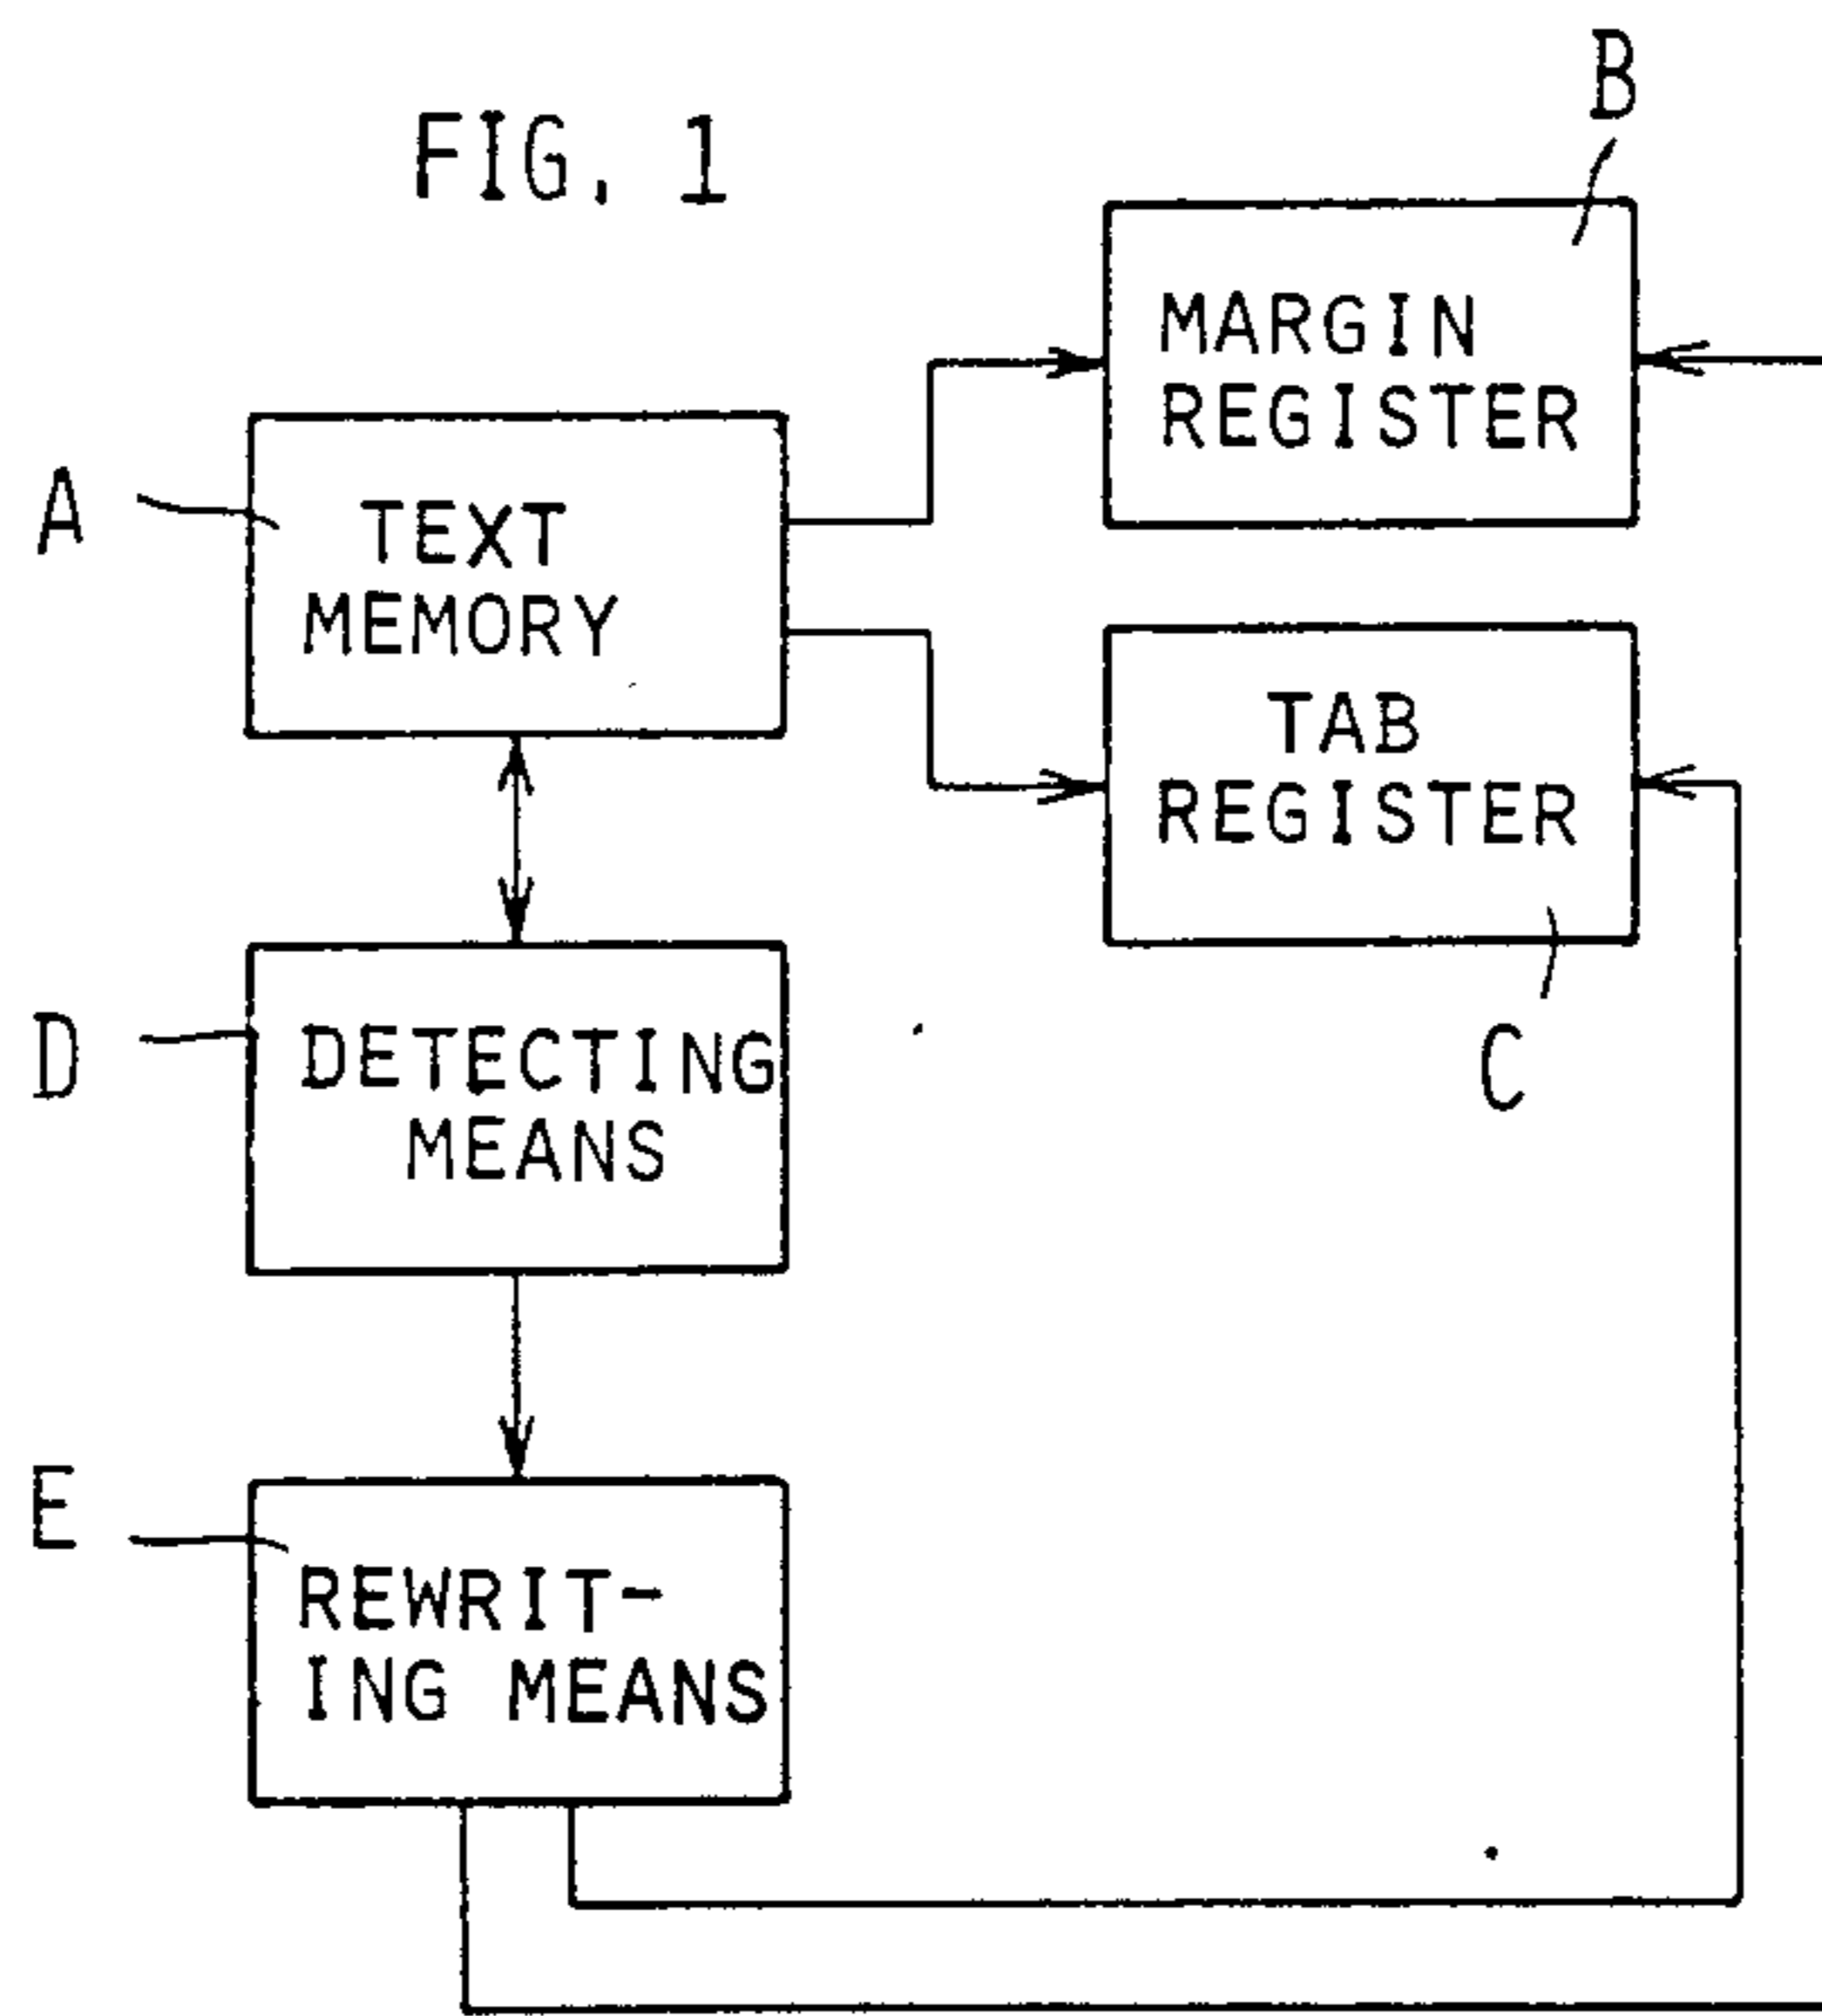 FIG. 1
B
MARGIN
REGISTER
A
TEXT
MEMORY
TAB
REGISTER
C
D
DETECTING
MEANS
E
REWRIT-
ING MEANS